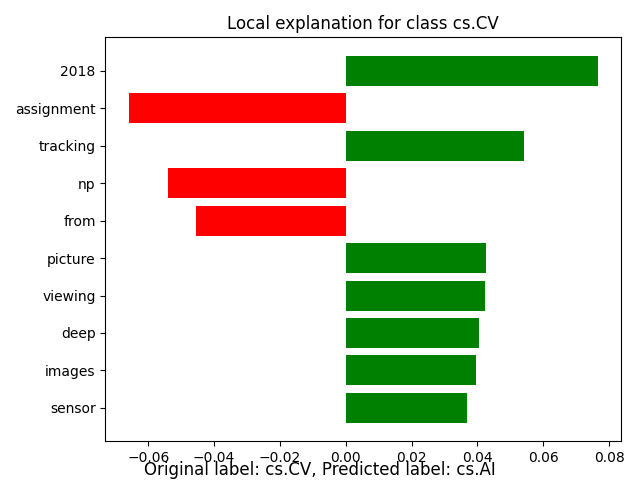 Local explanation for class cs.CV
2018
assignment
tracking
np
from
picture
viewing
deep
images
sensor
−0.06 −0.04 −0.02 0.00 0.02 0.04 0.06 0.08
Original label: cs.CV, Predicted label: cs.AI